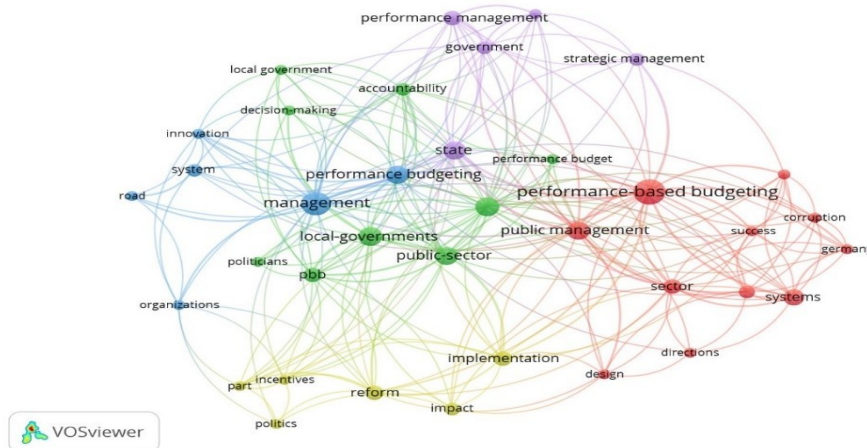 performance management
government
strategic management
local government
accountability
decision-making
innovation
state
system
performance budgeting
performance budget
road
management
performance-based budgeting
corruption
local-governments
public management
success
politicians
public-sector
germany
pbb
organizations
sector
systems
implementation
directions
part
incentives
reform
design
impact
politics
VOSviewer